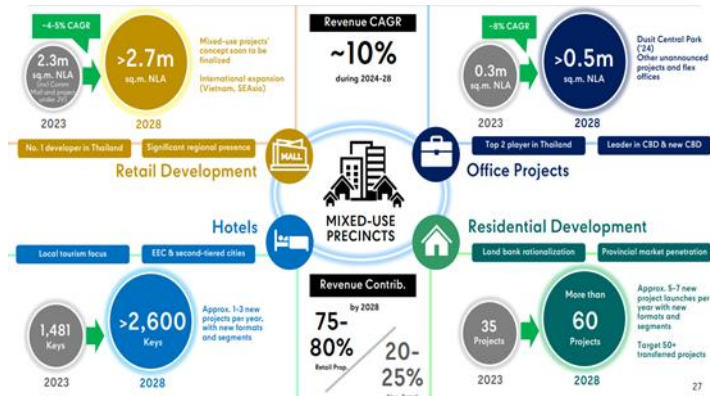 ~4-5% CAGR
2.3m
sq.m. NLA
(incl Comm
Mall and project
under JV)
2023
>2.7m
sq.m. NLA
2028
Mixed-use projects'
concept soon to be
finalized
International expansion
(Vietnam, SEAsia)
No. 1 developer in Thailand
Significant regional presence
Retail Development
MALL
Revenue CAGR
~10%
during 2024-28
~8% CAGR
0.3m
sq.m. NLA
2023
>0.5m
sq.m. NLA
2028
Dusit Central Park
('24)
Other unannounced
projects and flex
offices
Top 2 player in Thailand
Leader in CBD & new CBD
Office Projects
MIXED-USE
PRECINCTS
Hotels
Local tourism focus
EEC & second-tiered cities
1,481
Keys
2023
>2,600
Keys
2028
Approx. 1-3 new
projects per year,
with new formats
and segments
Revenue Contrib.
by 2028
75-
80%
Retail Prop.
20-
25%
Residential Development
Land bank rationalization
Provincial market penetration
35
Projects
2023
More than
60
Projects
2028
Approx. 5-7 new
project launches per
year with new
formats and
segments
Target 50+
transferred projects
27